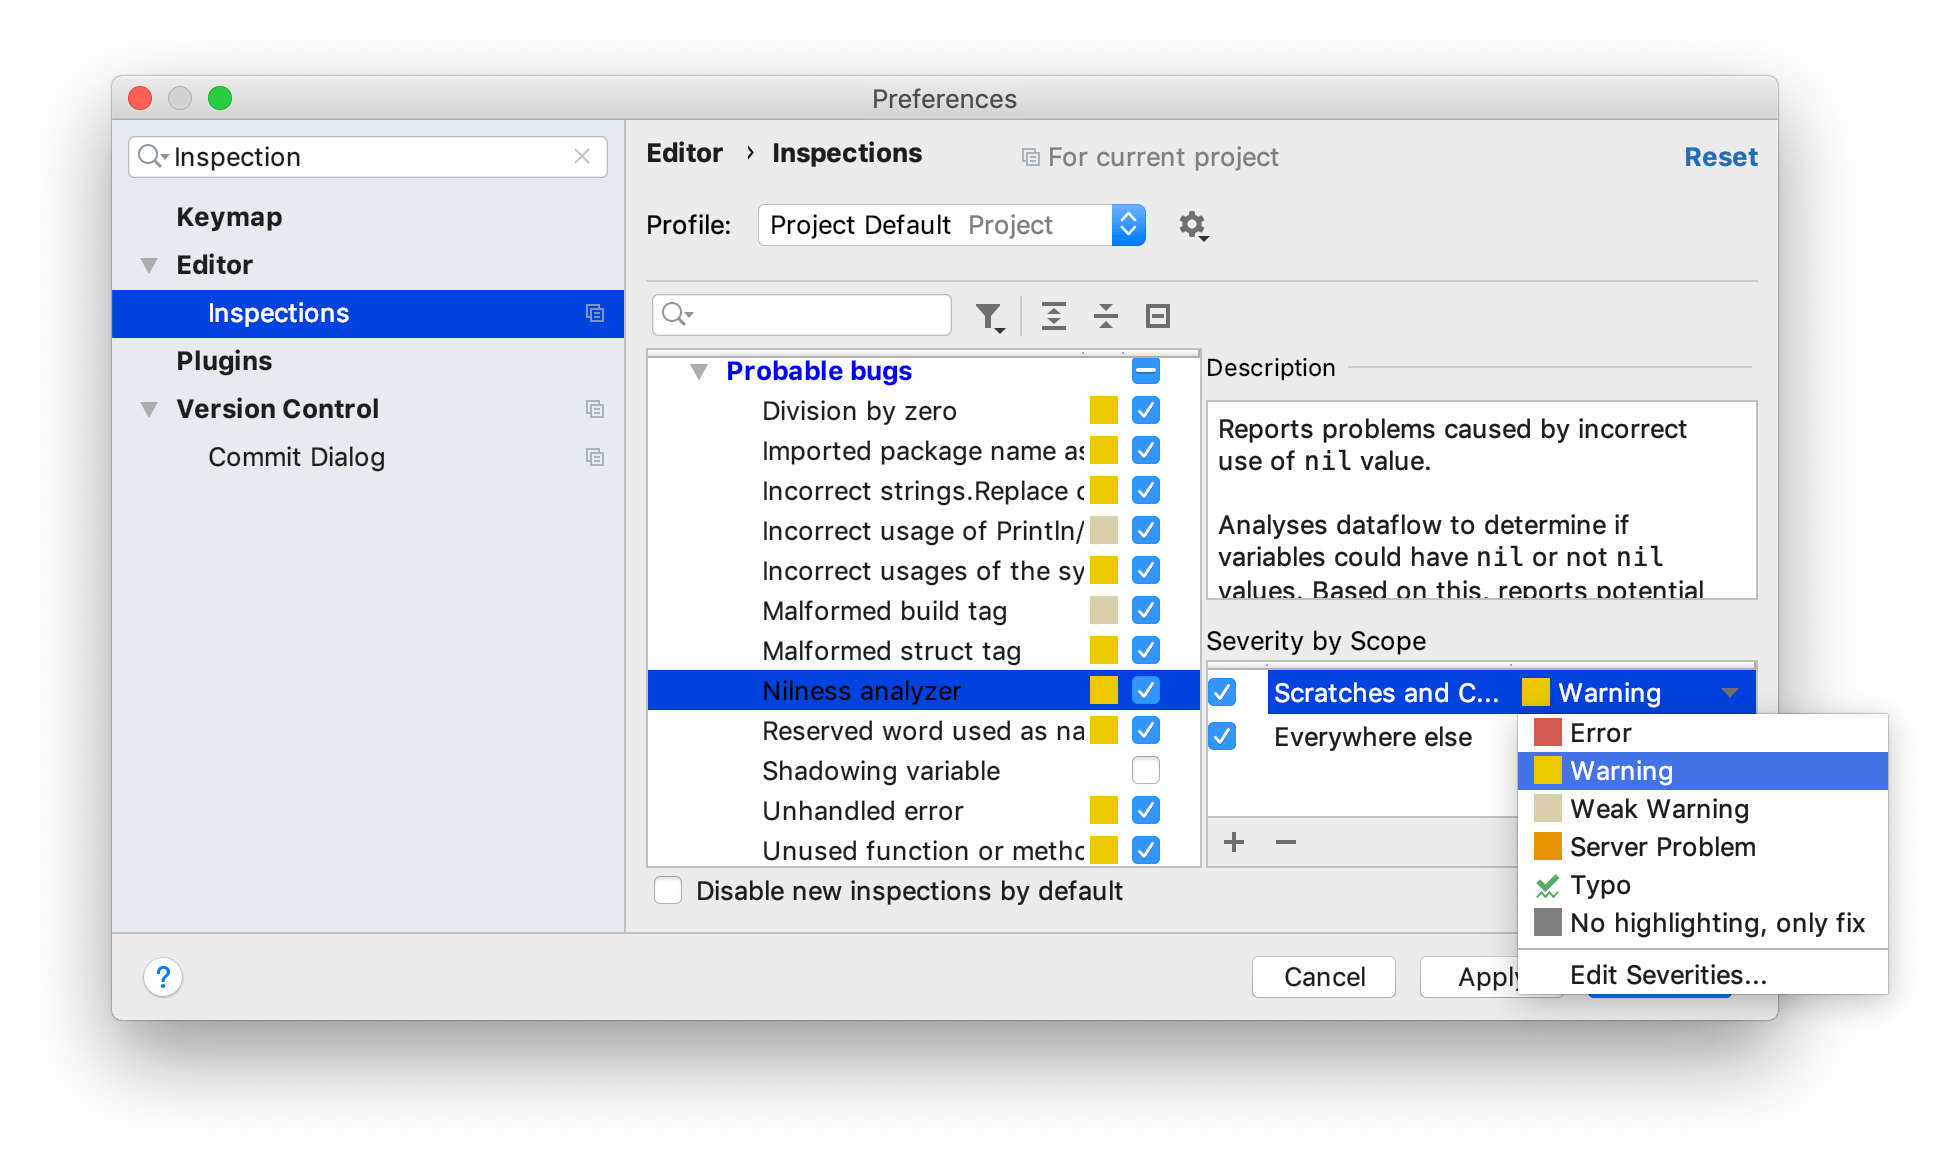 Preferences
Inspection
Keymap
Editor
Inspections
Plugins
Version Control
Commit Dialog
Editor › Inspections
For current project
Reset
Profile:
Project Default Project
Probable bugs
Division by zero
Imported package name as
Incorrect strings.Replace c
Incorrect usage of Println/
Incorrect usages of the sy
Malformed build tag
Malformed struct tag
Nilness analyzer
Reserved word used as na
Shadowing variable
Unhandled error
Unused function or metho
Disable new inspections by default
Description
Reports problems caused by incorrect
use of nil value.
Analyses dataflow to determine if
variables could have nil or not nil
values. Based on this, reports potential
Severity by Scope
Scratches and C... Warning
Everywhere else
Error
Warning
Weak Warning
Server Problem
Typo
No highlighting, only fix
Edit Severities...
?
Cancel
Apply